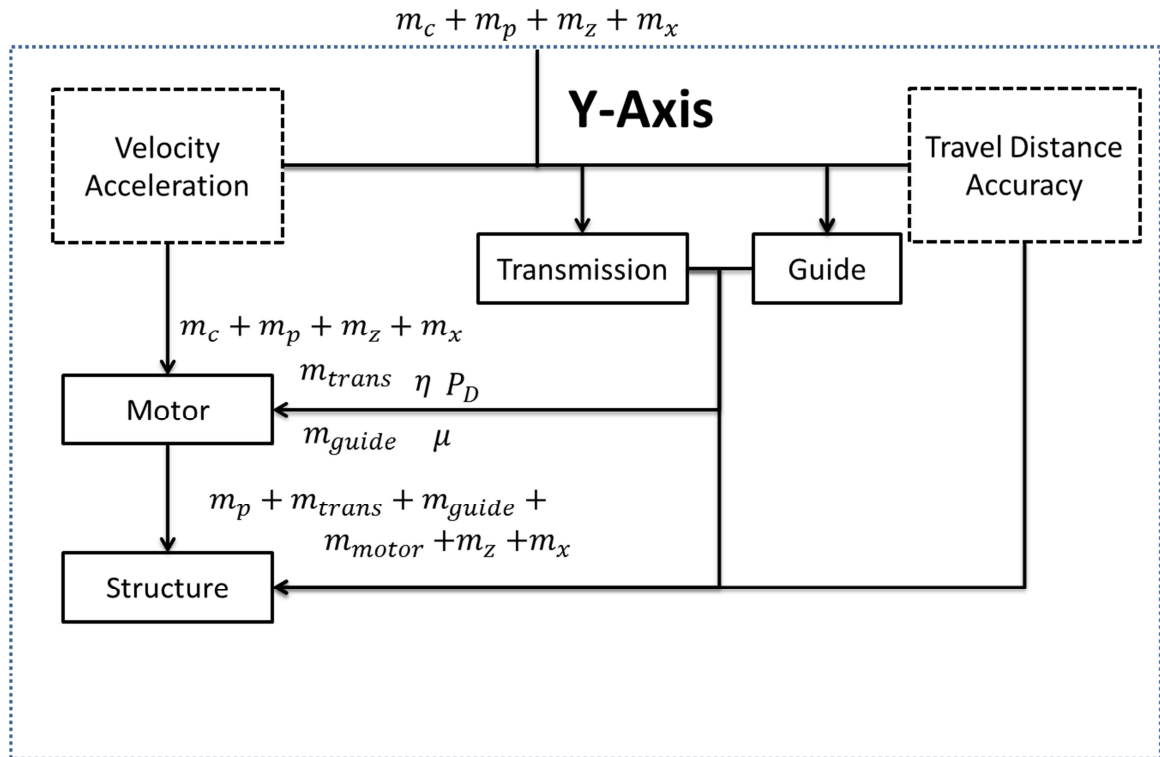 m_c + m_p + m_z + m_x
Y-Axis
Velocity
Acceleration
Travel Distance
Accuracy
Transmission
Guide
m_c + m_p + m_z + m_x
m_trans η P_D
Motor
m_guide μ
m_p + m_trans + m_guide +
m_motor +m_z +m_x
Structure